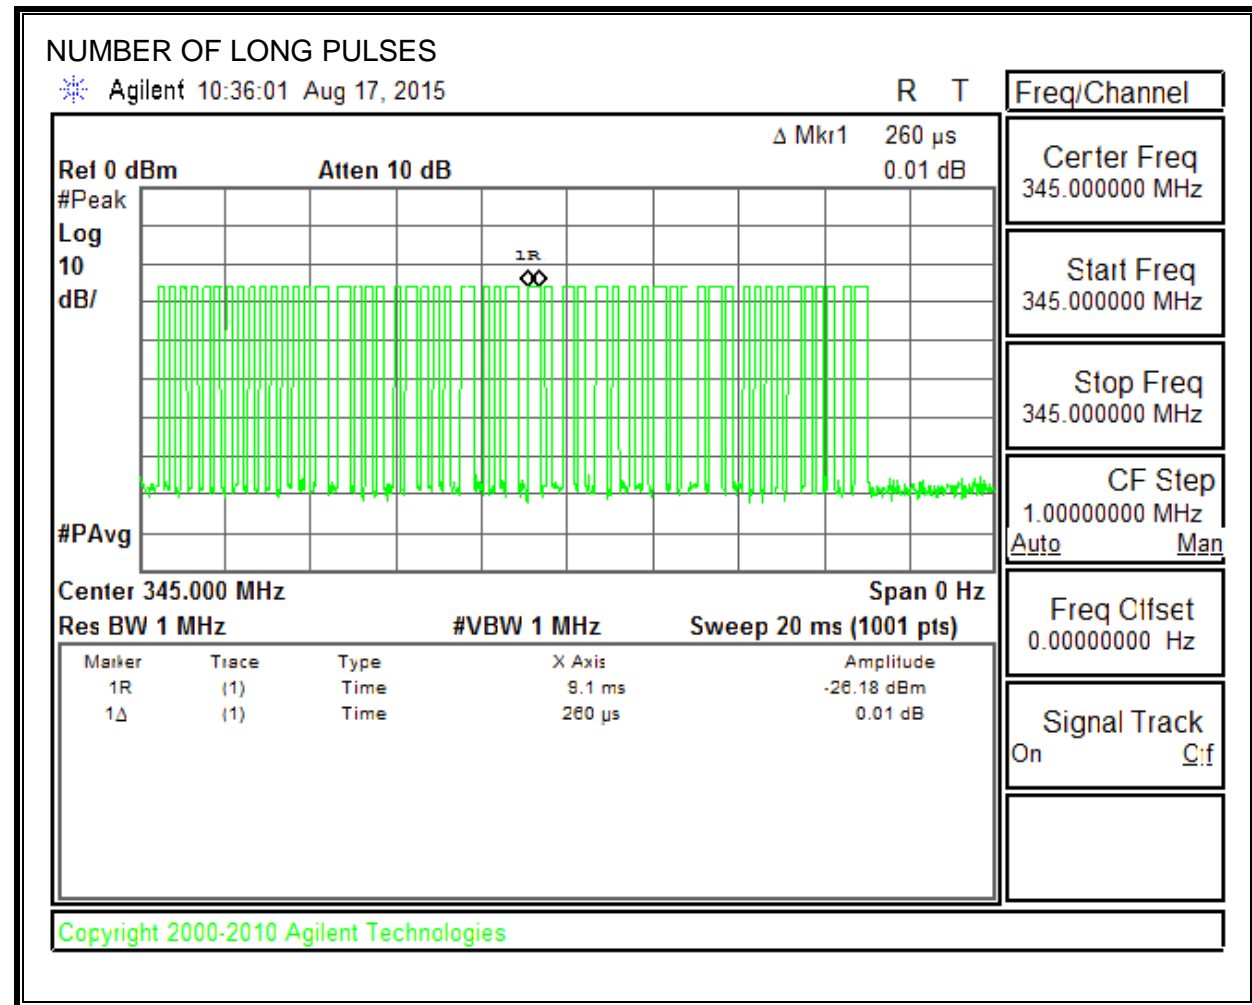 NUMBER OF LONG PULSES
Agilent 10:36:01 Aug 17, 2015 R T
Freq/Channel
Δ Mkr1 260 µs
Ref 0 dBm Atten 10 dB 0.01 dB
#Peak
Log
10
dB/
1R
#PAvg
Center 345.000 MHz Span 0 Hz
Res BW 1 MHz #VBW 1 MHz Sweep 20 ms (1001 pts)
Marker Trace Type X Axis Amplitude
1R (1) Time 9.1 ms -26.18 dBm
1Δ (1) Time 260 µs 0.01 dB
Center Freq
345.000000 MHz
Start Freq
345.000000 MHz
Stop Freq
345.000000 MHz
CF Step
1.00000000 MHz
Auto Man
Freq Offset
0.00000000 Hz
Signal Track
On Off
Copyright 2000-2010 Agilent Technologies